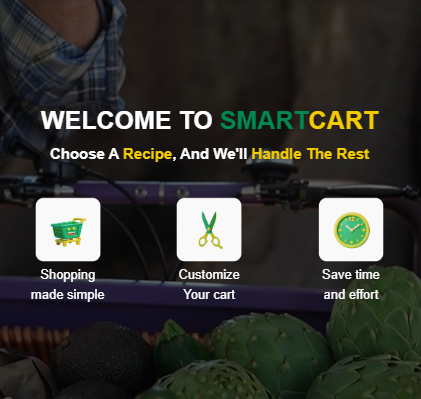 WELCOME TO SMARTCART
Choose A Recipe, And We'll Handle The Rest
Shopping
made simple
Customize
Your cart
Save time
and effort